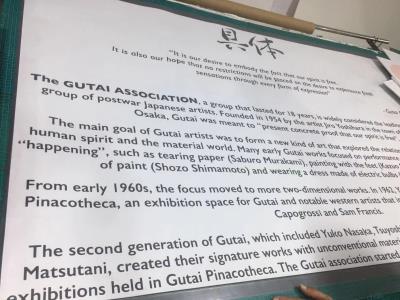 具体
"It is our desire to embody the fact that our spirit is free.
It is also our hope that no restrictions will be placed on the desire to experience fresh
sensations through every form of expression"
The GUTAI ASSOCIATION, a group that lasted for 18 years, is widely considered the
group of postwar Japanese artists. Founded in 1954 by the artist Jiro Yoshihara in the town of
Osaka, Gutai was meant to "present concrete proof that our spirit is free".
The main goal of Gutai artists was to form a new kind of art that explored the relation
human spirit and the material world. Many early Gutai works focused on performance
"happening", such as tearing paper (Saburo Murakami), painting with the feet
of paint (Shozo Shimamoto) and wearing a dress made of electric bulbs
From early 1960s, the focus moved to more two-dimensional works. In 1962,
Pinacotheca, an exhibition space for Gutai and notable western artists that
Capogrossi and Sam Francis.
The second generation of Gutai, which included Yuko Nasaka, Tsuyoshi
Matsutani, created their signature works with unconventional
exhibitions held in Gutai Pinacotheca. The Gutai association started